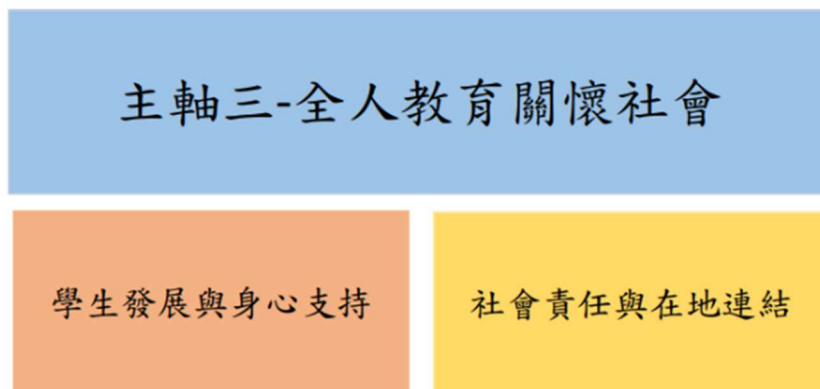 主軸三-全人教育關懷社會
學生發展與身心支持
社會責任與在地連結